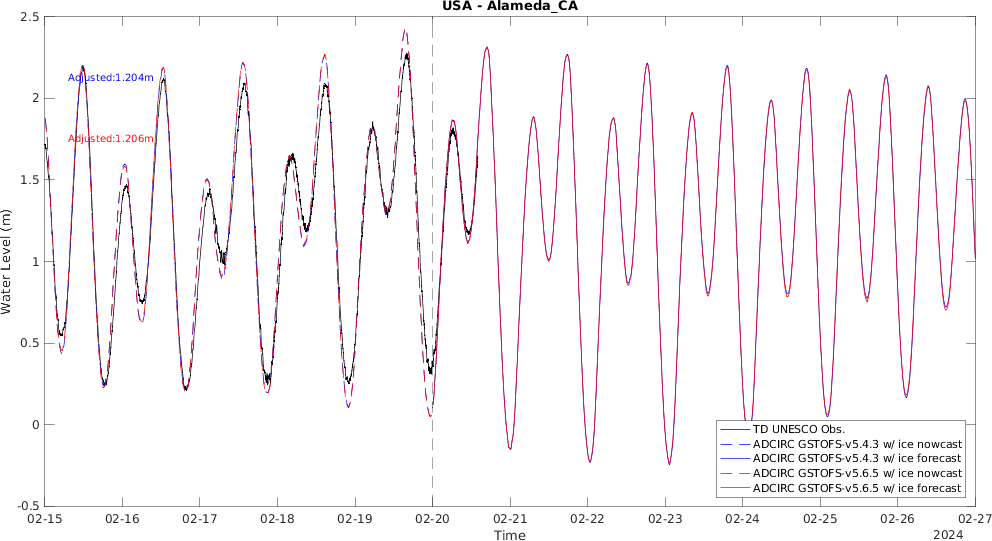 USA - Alameda_CA
2.5
2
1.5
1
0.5
0
-0.5
Water Level (m)
Adjusted:1.204m
Adjusted:1.206m
TD UNESCO Obs.
ADCIRC GSTOFS-v5.4.3 w/ ice nowcast
ADCIRC GSTOFS-v5.4.3 w/ ice forecast
ADCIRC GSTOFS-v5.6.5 w/ ice nowcast
ADCIRC GSTOFS-v5.6.5 w/ ice forecast
02-15 02-16 02-17 02-18 02-19 02-20 02-21 02-22 02-23 02-24 02-25 02-26 02-27
Time
2024